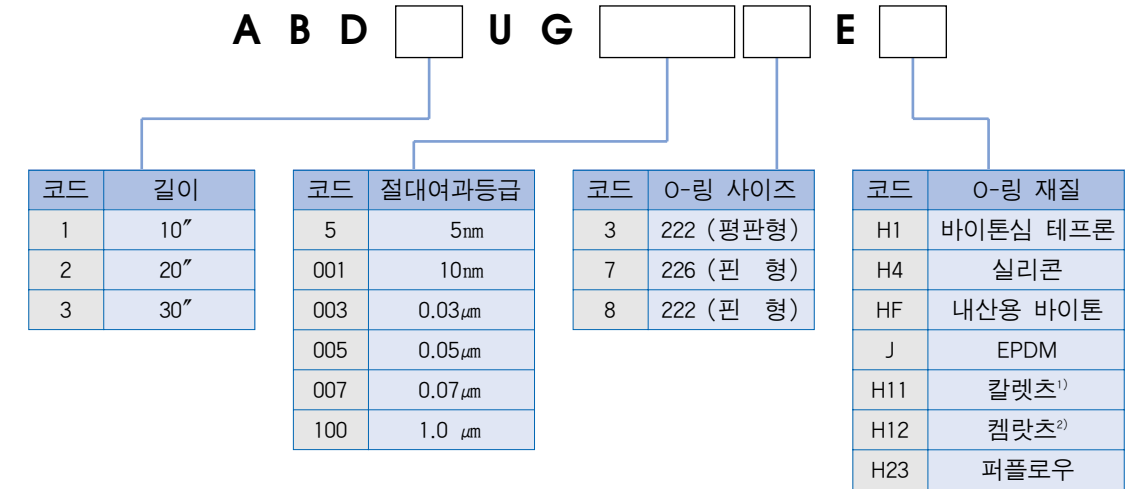 A B D UG E
코드 길이
1 10″
2 20″
3 30″
코드 절대여과등급
5 5nm
001 10nm
003 0.03㎛
005 0.05㎛
007 0.07㎛
100 1.0 ㎛
코드 O-링 사이즈
3 222 (평판형)
7 226 (핀 형)
8 222 (핀 형)
코드 O-링 재질
H1 바이톤심 테프론
H4 실리콘
HF 내산용 바이톤
J EPDM
H11 칼렛츠1)
H12 켐랏츠2)
H23 퍼플로우